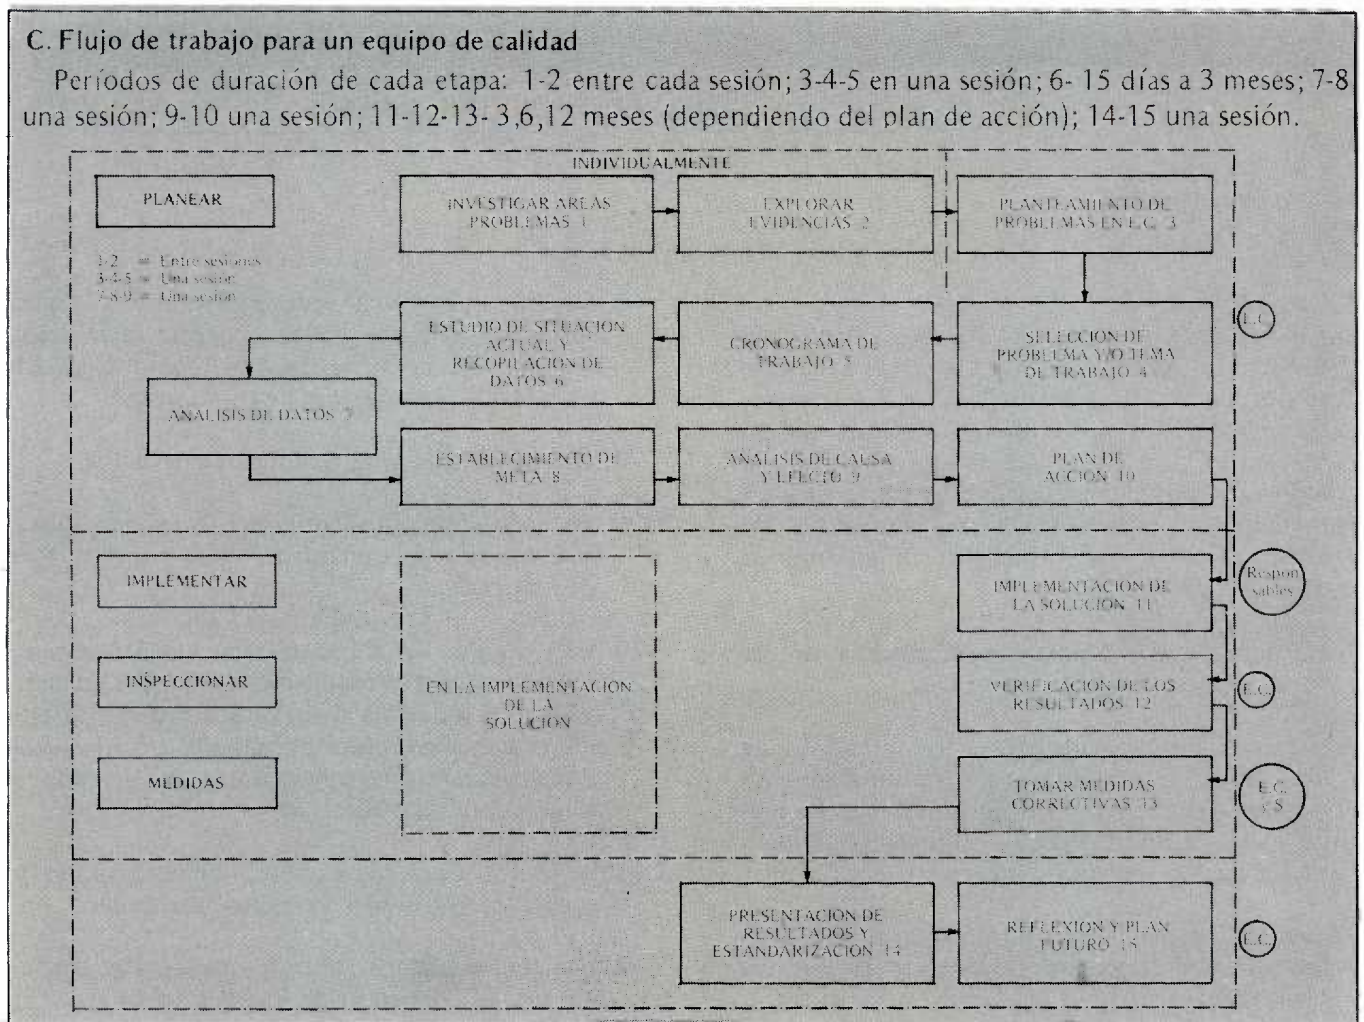 C. Flujo de trabajo para un equipo de calidad
Períodos de duración de cada etapa: 1-2 entre cada sesión; 3-4-5 en una sesión; 6- 15 días a 3 meses; 7-8
una sesión; 9-10 una sesión; 11-12-13- 3,6,12 meses (dependiendo del plan de acción); 14-15 una sesión.
INDIVIDUALMENTE
PLANEAR
1-2 = Entre sesiones
3-4-5 = Una sesión
7-8-9 = Una sesión
INVESTIGAR AREAS
PROBLEMAS 1
EXPLORAR
EVIDENCIAS 2
PLANTEAMIENTO DE
PROBLEMAS EN E.C. 3
SELECCION DE
PROBLEMA Y/O TEMA
DE TRABAJO 4
E.C.
CRONOGRAMA DE
TRABAJO 5
ESTUDIO DE SITUACION
ACTUAL Y
RECOPILACION DE
DATOS 6
ANALISIS DE DATOS 7
ESTABLECIMIENTO DE
META 8
ANALISIS DE CAUSA
Y EFECTO 9
PLAN DE
ACCION 10
IMPLEMENTAR
INSPECCIONAR
MEDIDAS
EN LA IMPLEMENTACION
DE LA
SOLUCION
IMPLEMENTACION DE
LA SOLUCION 11
Respon
sables
VERIFICACION DE LOS
RESULTADOS 12
E.C.
TOMAR MEDIDAS
CORRECTIVAS 13
E.C.
y S
PRESENTACION DE
RESULTADOS Y
ESTANDARIZACION 14
REFLEXION Y PLAN
FUTURO 15
E.C.